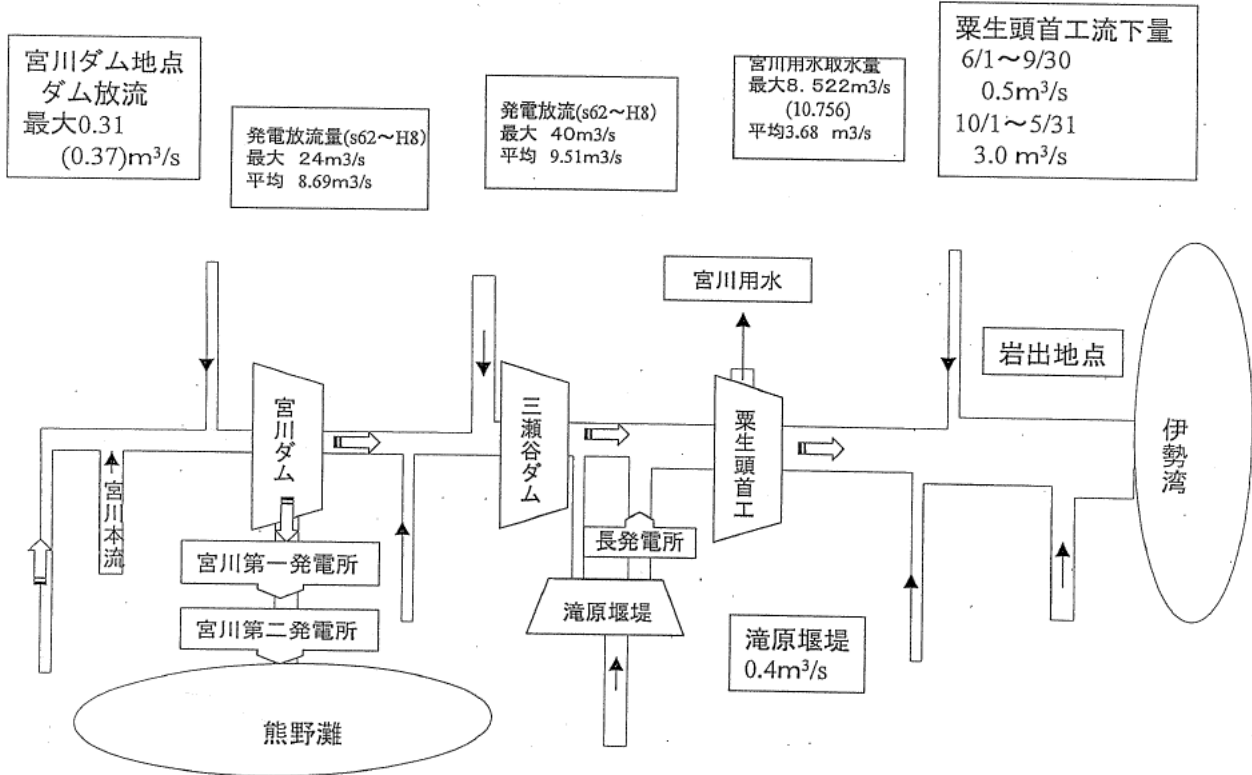 宮川ダム地点
ダム放流
最大0.31
(0.37)m³/s
発電放流量(s62～H8)
最大 24m3/s
平均 8.69m3/s
発電放流(s62～H8)
最大 40m3/s
平均 9.51m3/s
宮川用水取水量
最大8.522m3/s
(10.756)
平均3.68 m3/s
粟生頭首工流下量
6/1～9/30
0.5m³/s
10/1～5/31
3.0 m³/s
宮川用水
岩出地点
宮川ダム
三瀬谷ダム
粟生頭首工
伊勢湾
宮川本流
長発電所
宮川第一発電所
滝原堰堤
宮川第二発電所
滝原堰堤
0.4m³/s
熊野灘